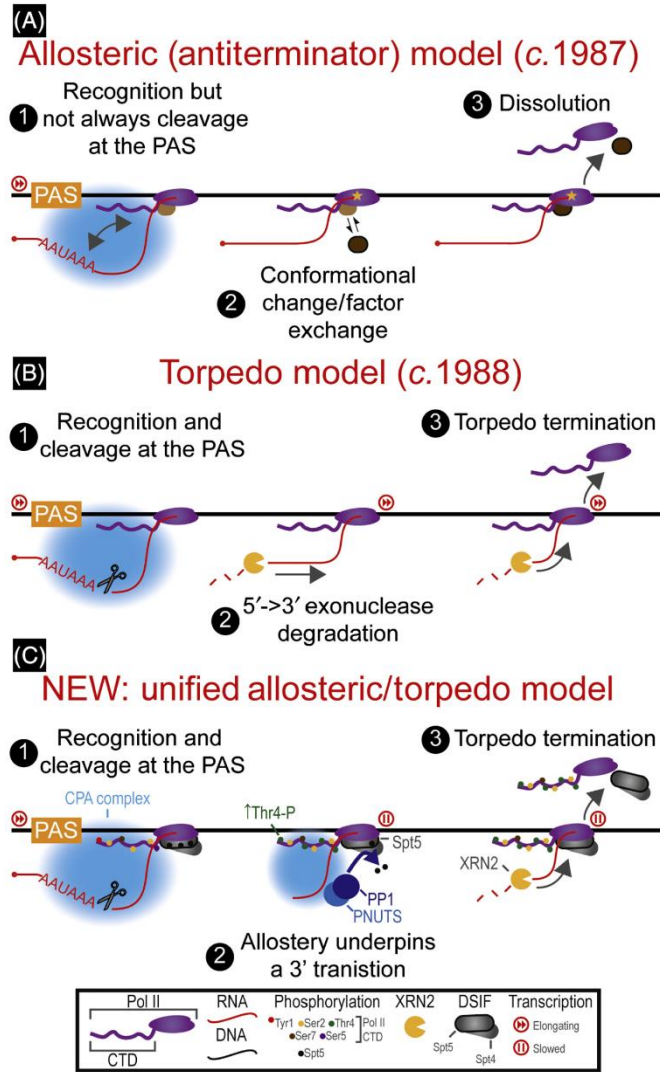 (A)
Allosteric (antiterminator) model (c.1987)
1 Recognition but
not always cleavage
at the PAS
3 Dissolution
PAS
AAUAAA
2 Conformational
change/factor
exchange
(B)
Torpedo model (c.1988)
1 Recognition and
cleavage at the PAS
3 Torpedo termination
PAS
AAUAAA
2 5′->3′ exonuclease
degradation
(C)
NEW: unified allosteric/torpedo model
1 Recognition and
cleavage at the PAS
3 Torpedo termination
CPA complex
↑Thr4-P
PAS
Spt5
AAUAAA
XRN2
PP1
PNUTS
2 Allostery underpins
a 3′ transtion
Pol II
RNA
Phosphorylation
XRN2
DSIF
Transcription
Tyr1 Ser2 Thr4 Pol II
Ser7 Ser5 CTD
Elongating
DNA
CTD
Spt5
Spt5
Spt4
Slowed